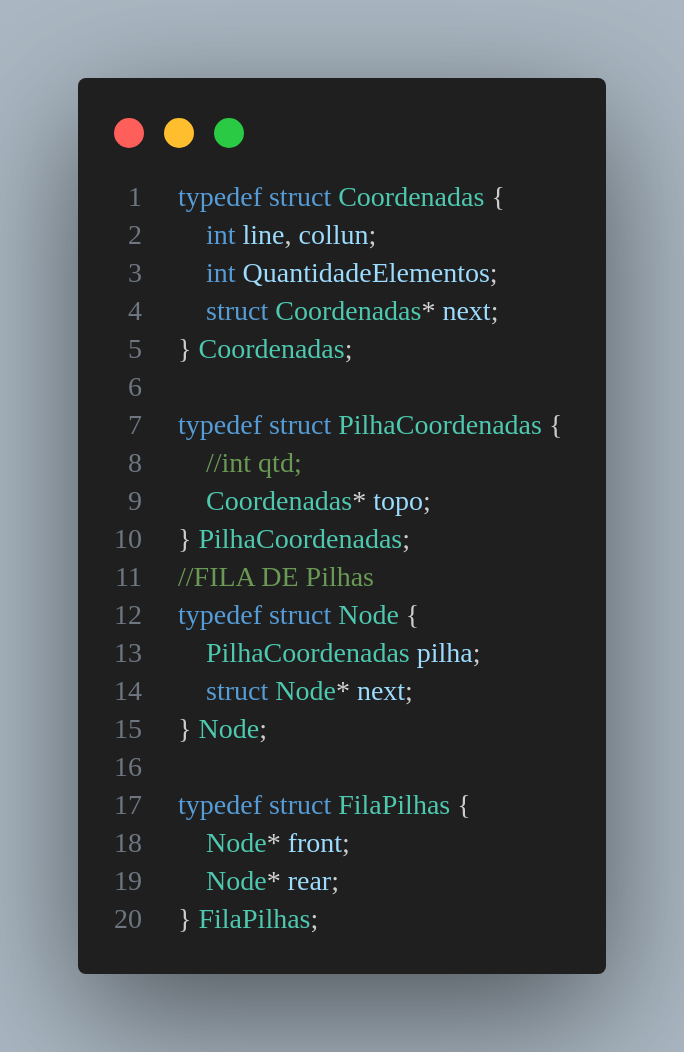 1 typedef struct Coordenadas {
2 int line, collun;
3 int QuantidadeElementos;
4 struct Coordenadas* next;
5 } Coordenadas;
6
7 typedef struct PilhaCoordenadas {
8 //int qtd;
9 Coordenadas* topo;
10 } PilhaCoordenadas;
11 //FILA DE Pilhas
12 typedef struct Node {
13 PilhaCoordenadas pilha;
14 struct Node* next;
15 } Node;
16
17 typedef struct FilaPilhas {
18 Node* front;
19 Node* rear;
20 } FilaPilhas;